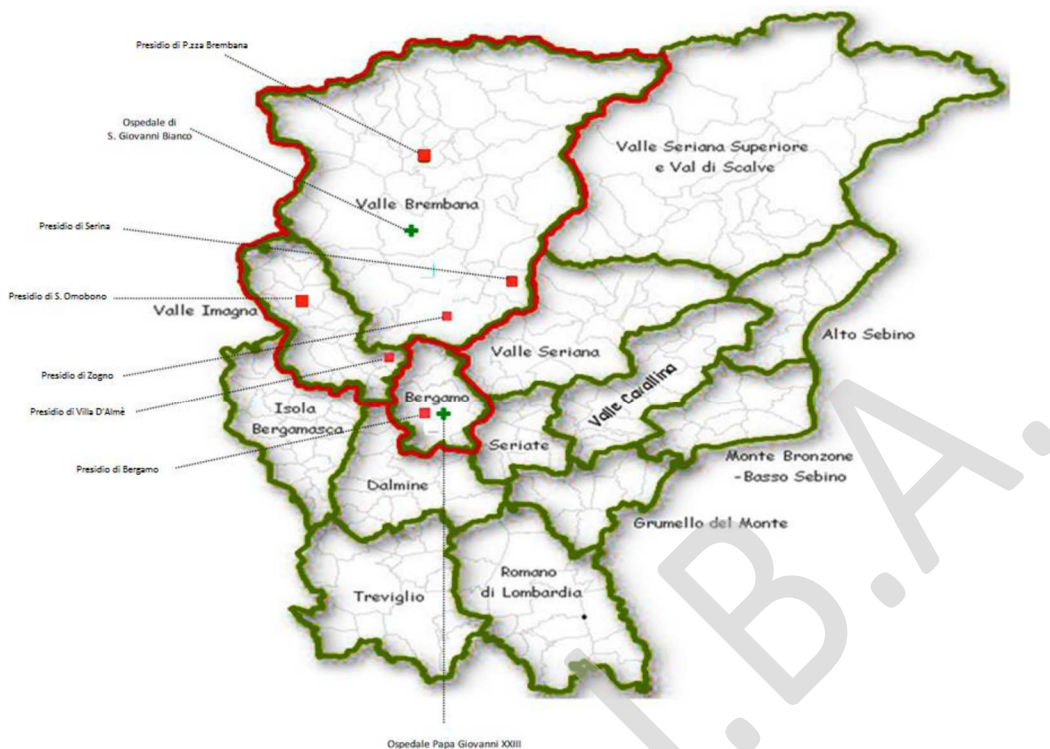 Presidio di P.zza Brembana
Ospedale di
S. Giovanni Bianco
Valle Seriana Superiore
e Val di Scalve
Valle Brembana
Presidio di Serina
Presidio di S. Omobono
Valle Imagna
Alto Sebino
Valle Seriana
Presidio di Zogno
Valle Cavallina
Bergamo
Presidio di Villa D'Almè
Isola
Bergamasca
Seriate
Presidio di Bergamo
Monte Bronzone
-Basso Sebino
Dalmine
Grumello del Monte
Romano
di Lombardia
Treviglio
Ospedale Papa Giovanni XXIII
.B.A.